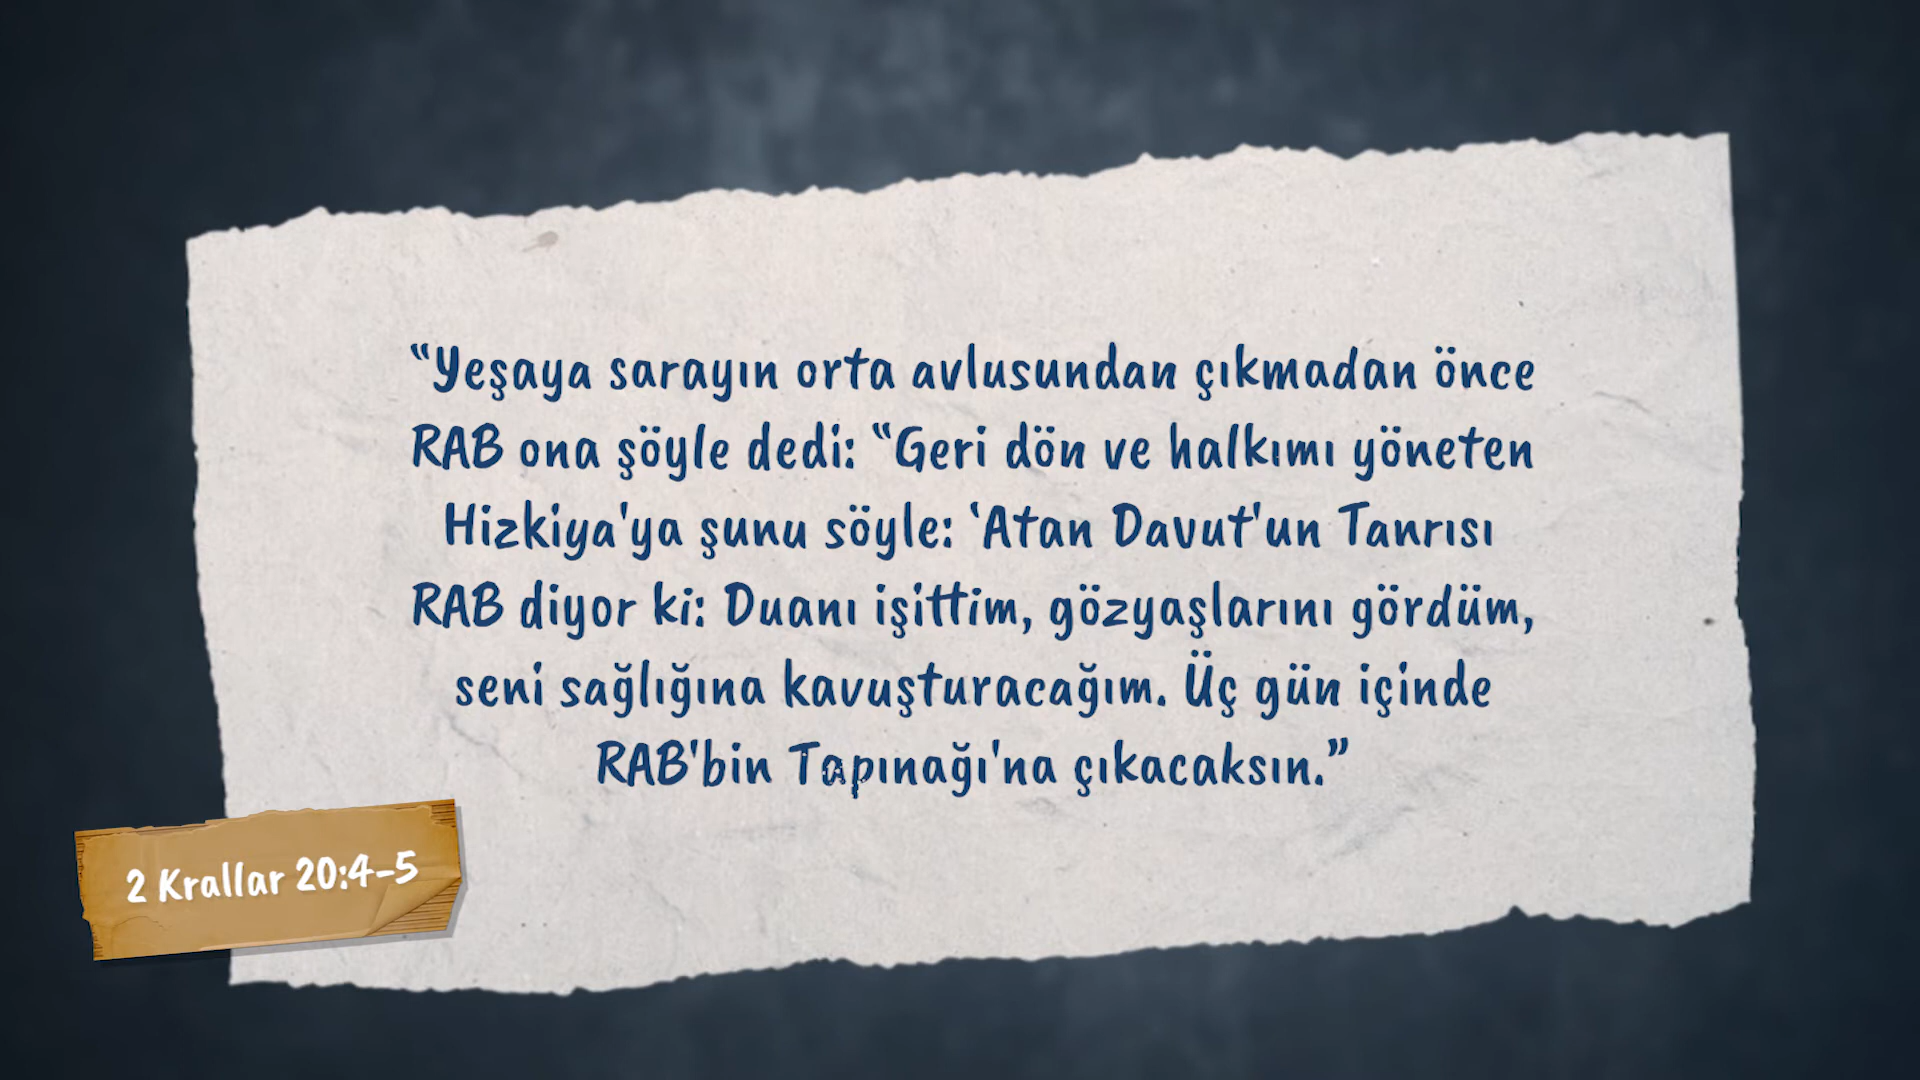 “Yeşaya sarayın orta avlusundan çıkmadan önce
RAB ona şöyle dedi: “Geri dön ve halkımı yöneten
Hizkiya'ya şunu söyle: ‘Atan Davut'un Tanrısı
RAB diyor ki: Duanı işittim, gözyaşlarını gördüm,
seni sağlığına kavuşturacağım. Üç gün içinde
RAB'bin Tapınağı'na çıkacaksın.”
2 Krallar 20:4-5